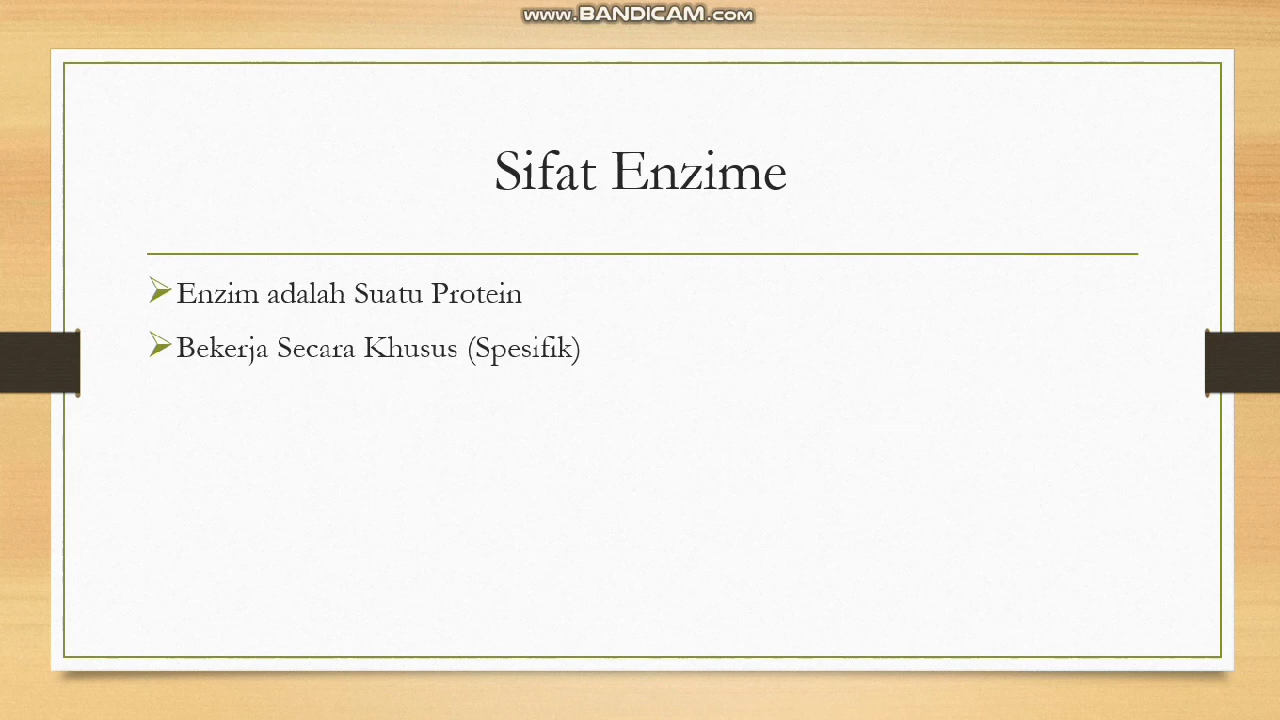 www.BANDICAM.com
Sifat Enzime
Enzim adalah Suatu Protein
Bekerja Secara Khusus (Spesifik)